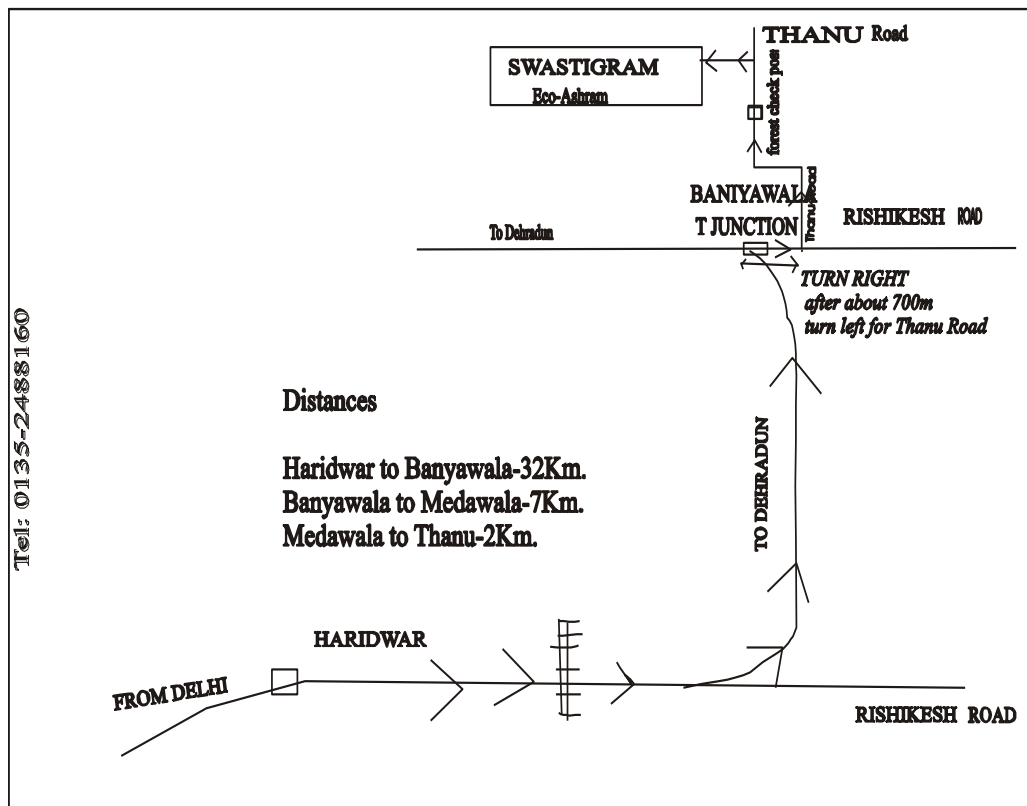 THANU Road
SWASTIGRAM
Eco-Ashram
forest check post
BANIYAWALA
T JUNCTION
Thanu Road
RISHIKESH ROAD
To Dehradun
TURN RIGHT
after about 700m
turn left for Thanu Road
Tel: 0135-2488160
Distances
Haridwar to Banyawala-32Km.
Banyawala to Medawala-7Km.
Medawala to Thanu-2Km.
TO DEHRADUN
HARIDWAR
FROM DELHI
RISHIKESH ROAD